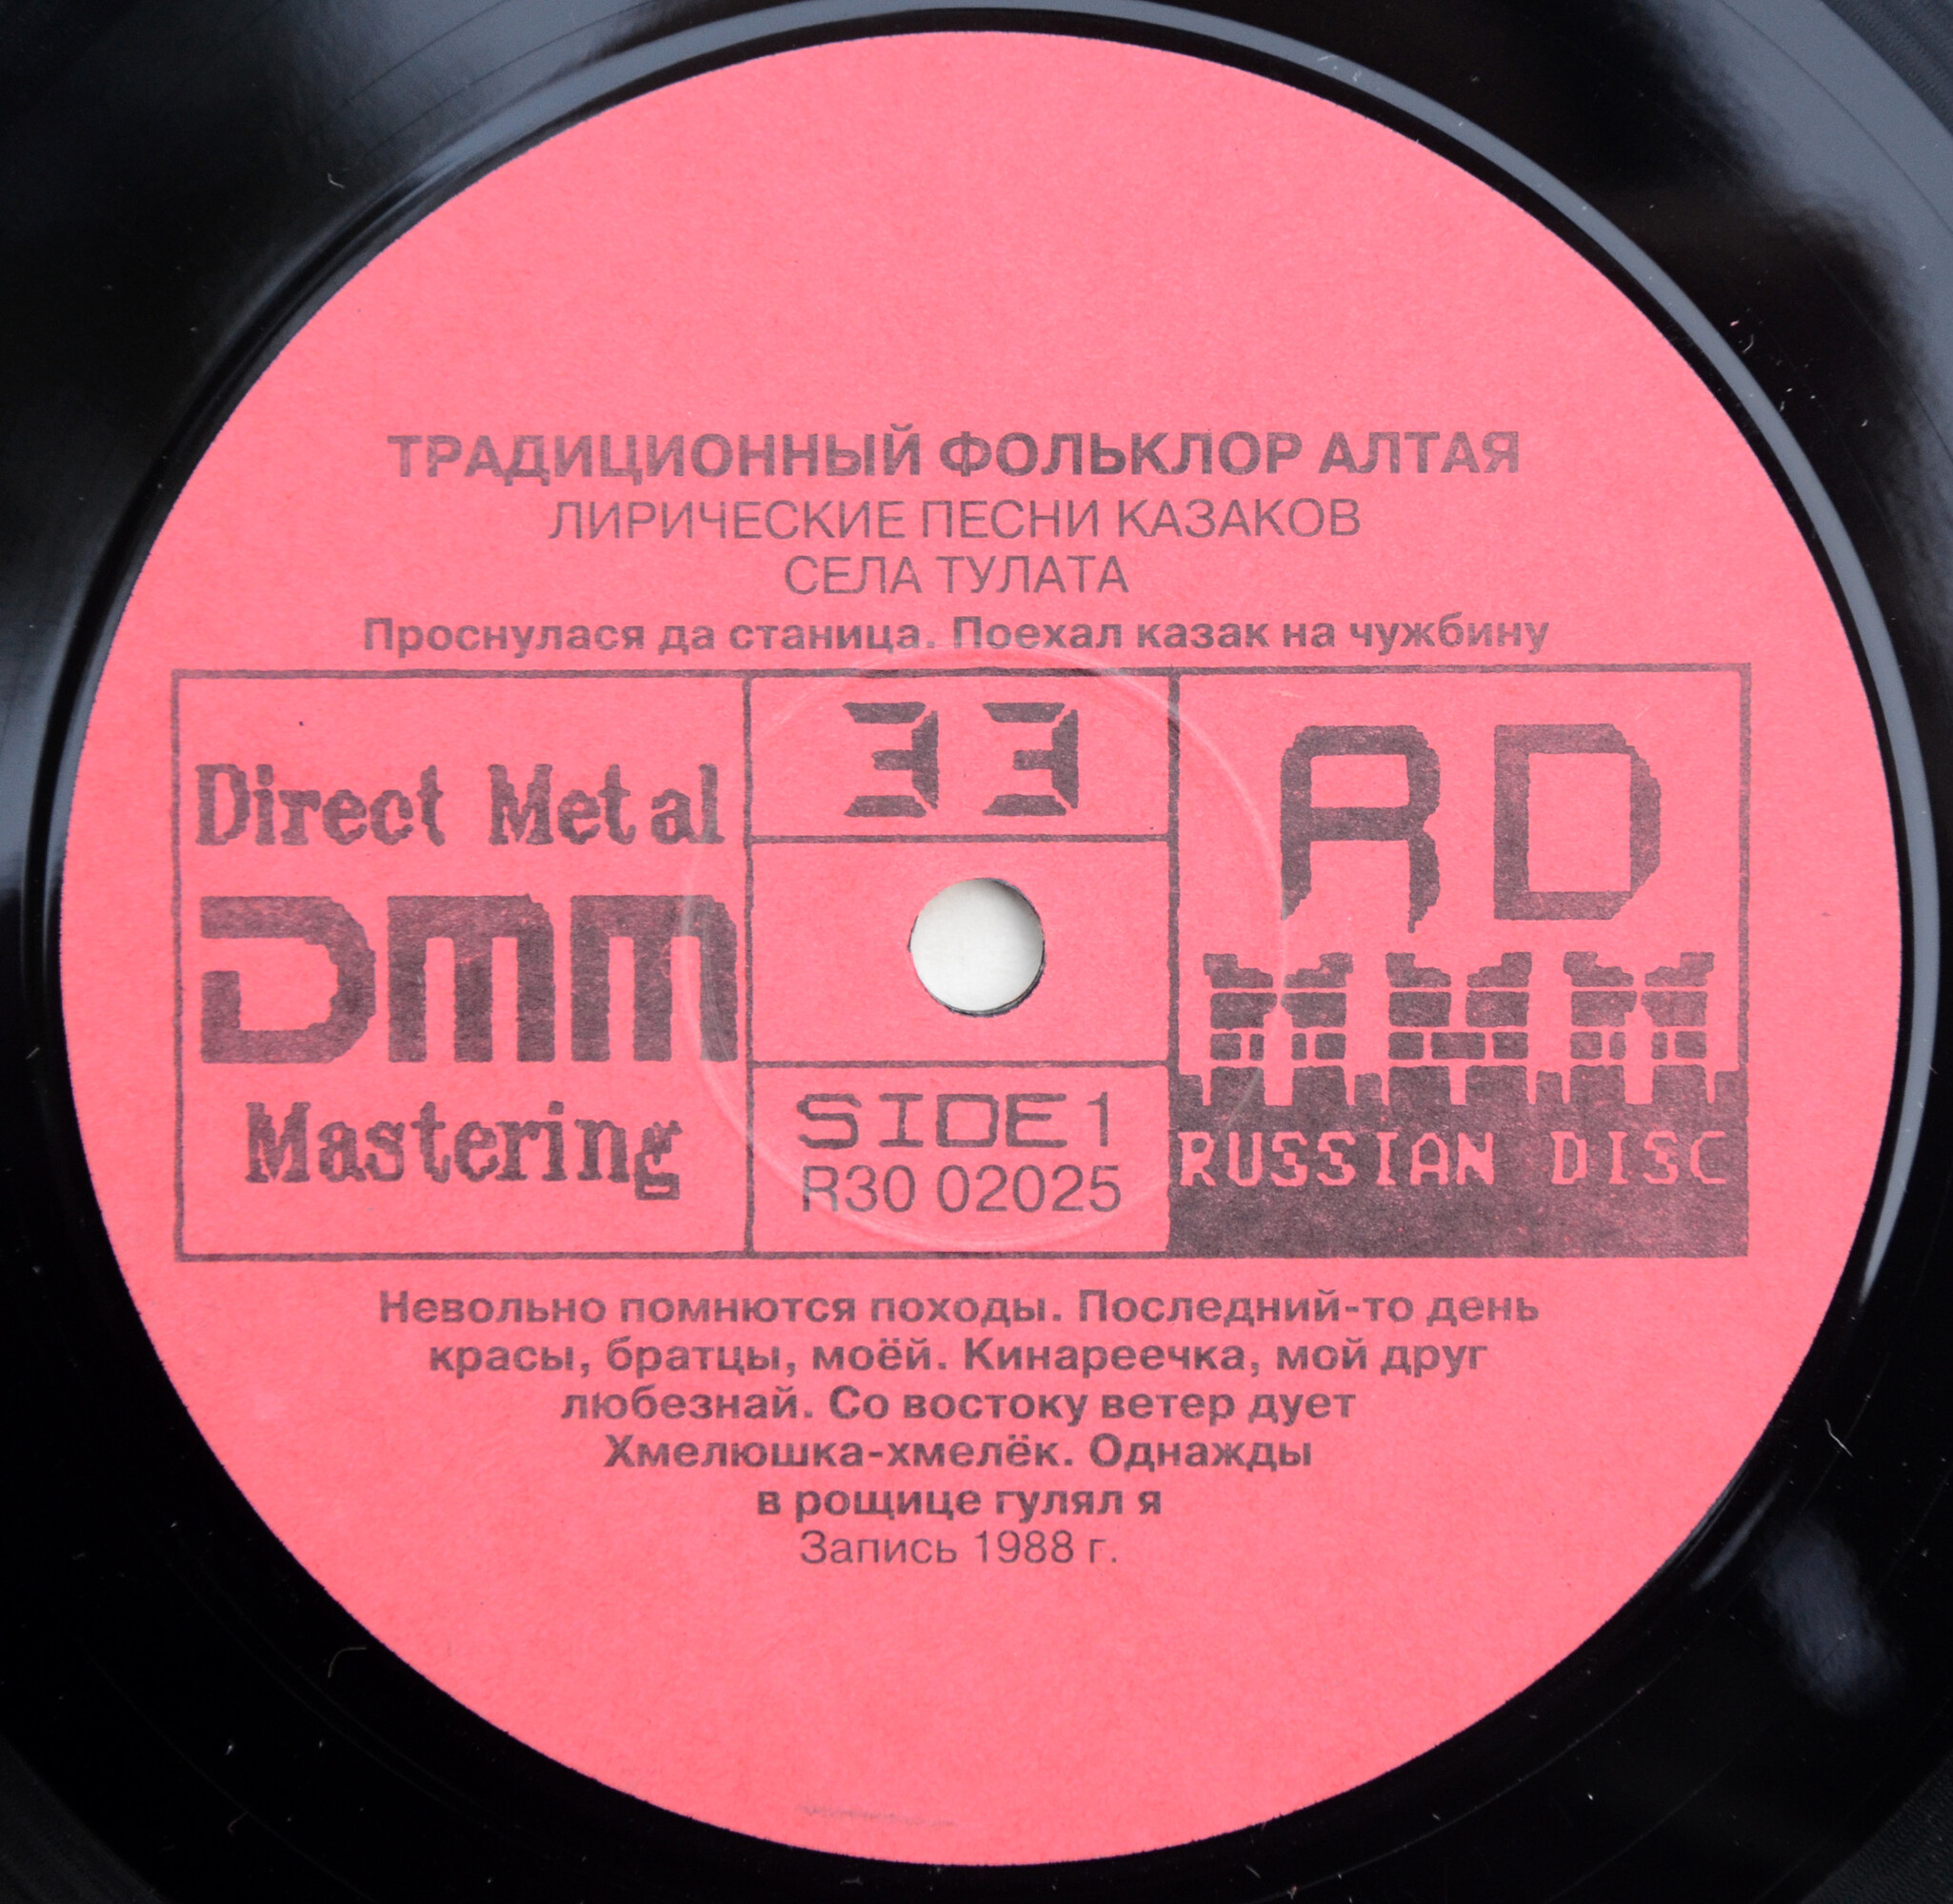 ТРАДИЦИОННЫЙ ФОЛЬКЛОР АЛТАЯ
ЛИРИЧЕСКИЕ ПЕСНИ КАЗАКОВ
СЕЛА ТУЛАТА
Проснулася да станица. Поехал казак на чужбину
Direct Metal
DMM
Mastering
33
SIDE 1
R30 02025
RD
RUSSIAN DISC
Невольно помнются походы. Последний-то день
красы, братцы, моёй. Кинареечка, мой друг
любезнай. Со востоку ветер дует
Хмелюшка-хмелёк. Однажды
в рощице гулял я
Запись 1988 г.